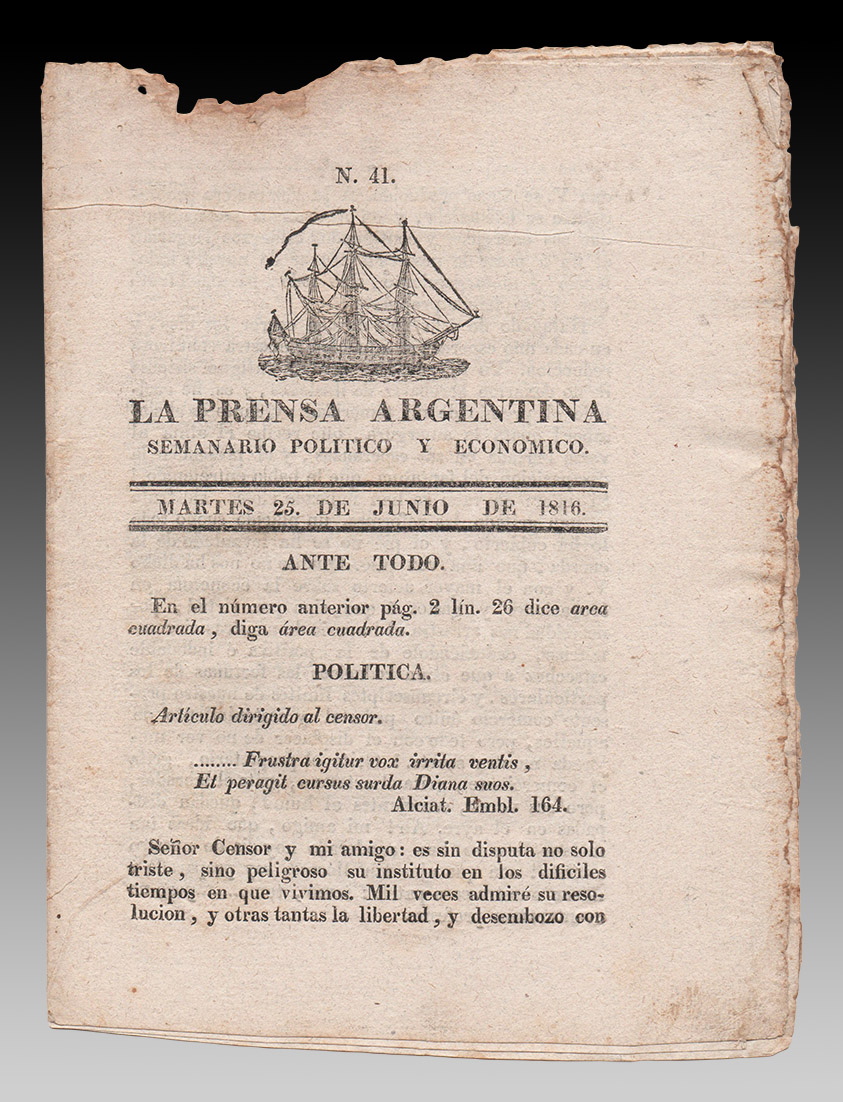 N. 41.
LA PRENSA ARGENTINA
SEMANARIO POLITICO Y ECONOMICO.
MARTES 25. DE JUNIO DE 1816.
ANTE TODO.
En el número anterior pág. 2 lín. 26 dice area
cuadrada, diga área cuadrada.
POLITICA.
Artículo dirigido al censor.
........ Frustra igitur vox irrita ventis,
Et peragit cursus surda Diana suos.
Alciat. Embl. 164.
Señor Censor y mi amigo: es sin disputa no solo
triste, sino peligroso su instituto en los dificiles
tiempos en que vivimos. Mil veces admiré su reso-
lucion, y otras tantas la libertad, y desembozo con